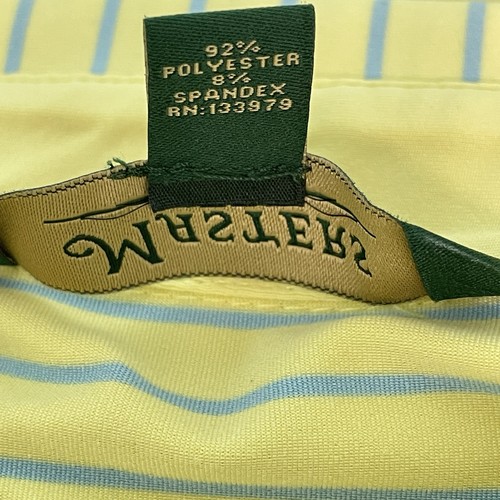 92%
POLYESTER
8%
SPANDEX
RN:133979
MASTERS